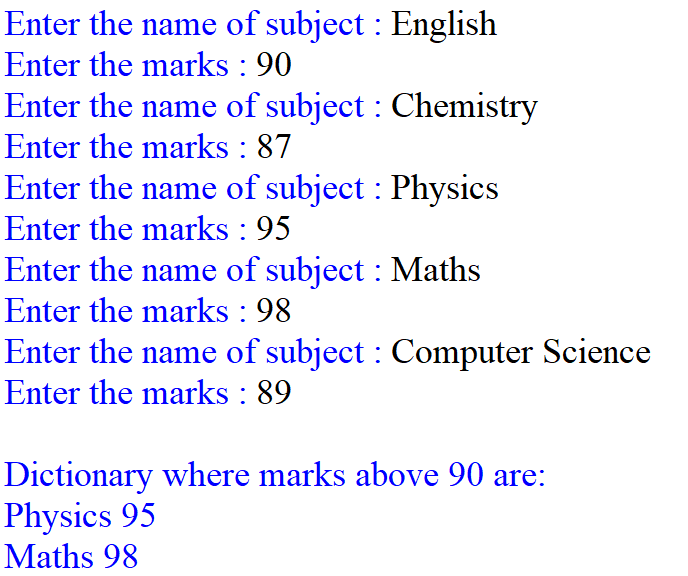 Enter the name of subject : English
Enter the marks : 90
Enter the name of subject : Chemistry
Enter the marks : 87
Enter the name of subject : Physics
Enter the marks : 95
Enter the name of subject : Maths
Enter the marks : 98
Enter the name of subject : Computer Science
Enter the marks : 89
Dictionary where marks above 90 are:
Physics 95
Maths 98